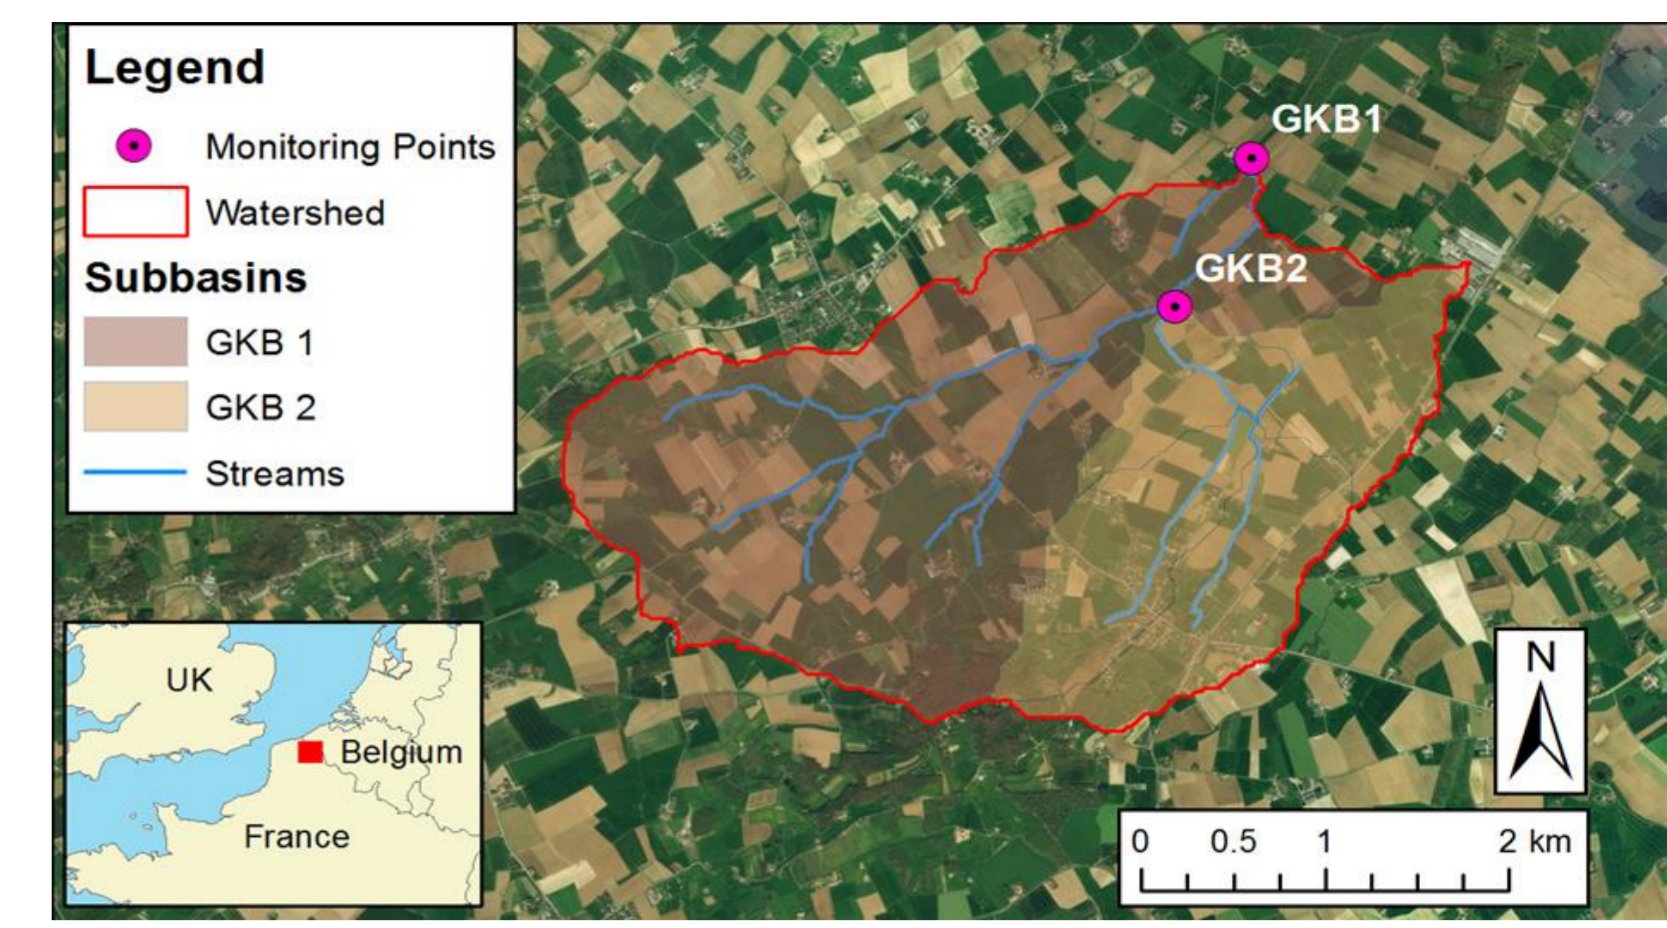 Legend
Monitoring Points
Watershed
Subbasins
GKB 1
GKB 2
Streams
GKB1
GKB2
UK
Belgium
France
N
0 0.5 1 2 km